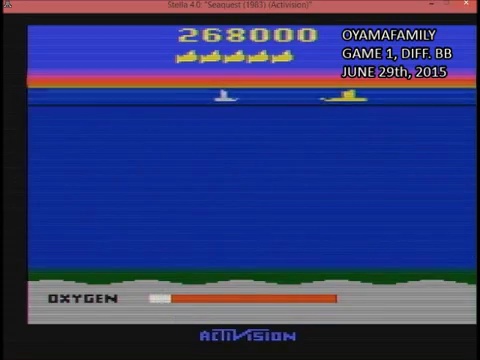 Stella 4.0: "Seaquest (1983) (Activision)"
268000
OYAMAFAMILY
GAME 1, DIFF. BB
JUNE 29th, 2015
OXYGEN
ACTIVISION